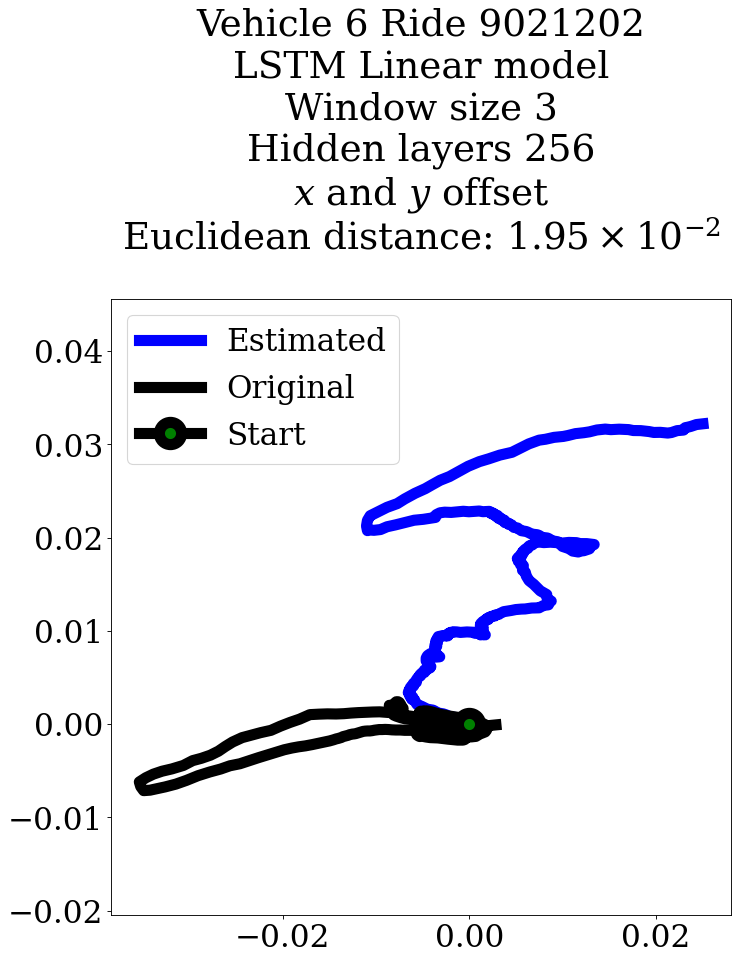 Vehicle 6 Ride 9021202
LSTM Linear model
Window size 3
Hidden layers 256
x and y offset
Euclidean distance: 1.95 × 10⁻²
Estimated
Original
Start
0.04
0.03
0.02
0.01
0.00
−0.01
−0.02
−0.02 0.00 0.02